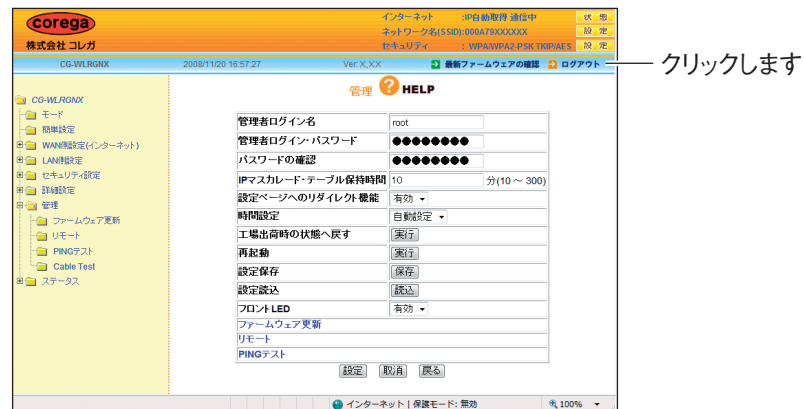 corega
株式会社 コレガ
インターネット :IP自動取得 通信中 状 態
ネットワーク名(SSID):000A79XXXXXX 設 定
セキュリティ : WPA/WPA2-PSK TKIP/AES 設 定
CG-WLRGNX 2008/11/20 16:57:27 Ver: X,XX 最新ファームウェアの確認 ログアウト
クリックします
CG-WLRGNX
モード
簡単設定
WAN側設定(インターネット)
LAN側設定
セキュリティ設定
詳細設定
管理
ファームウェア更新
リモート
PINGテスト
Cable Test
ステータス
管理 ? HELP
管理者ログイン名 root
管理者ログイン・パスワード ●●●●●●●●
パスワードの確認 ●●●●●●●●
IPマスカレード・テーブル保持時間 10 分(10 ~ 300)
設定ページへのリダイレクト機能 有効
時間設定 自動設定
工場出荷時の状態へ戻す 実行
再起動 実行
設定保存 保存
設定読込 読込
フロントLED 有効
ファームウェア更新
リモート
PINGテスト
設定 取消 戻る
インターネット | 保護モード: 無効 100%